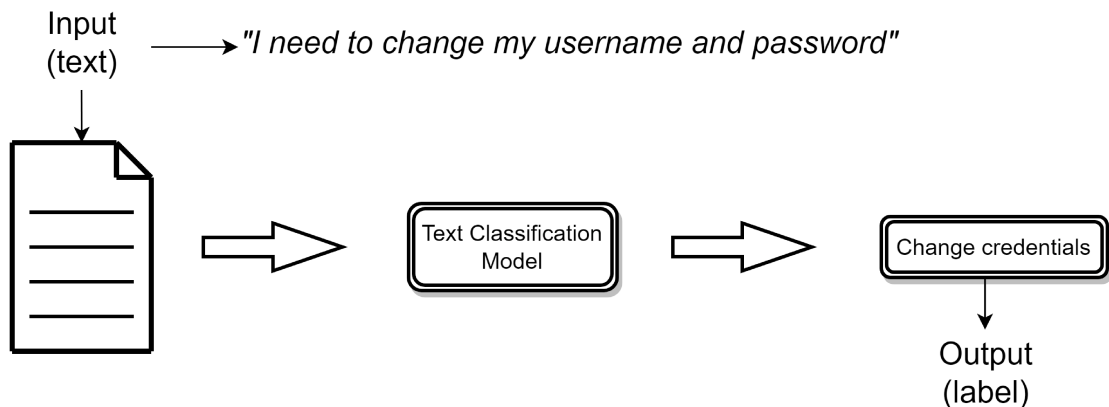 Input
(text)
"I need to change my username and password"
Text Classification
Model
Change credentials
Output
(label)